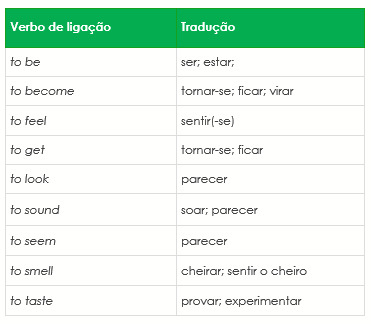 Verbo de ligação Tradução
to be ser; estar;
to become tornar-se; ficar; virar
to feel sentir(-se)
to get tornar-se; ficar
to look parecer
to sound soar; parecer
to seem parecer
to smell cheirar; sentir o cheiro
to taste provar; experimentar